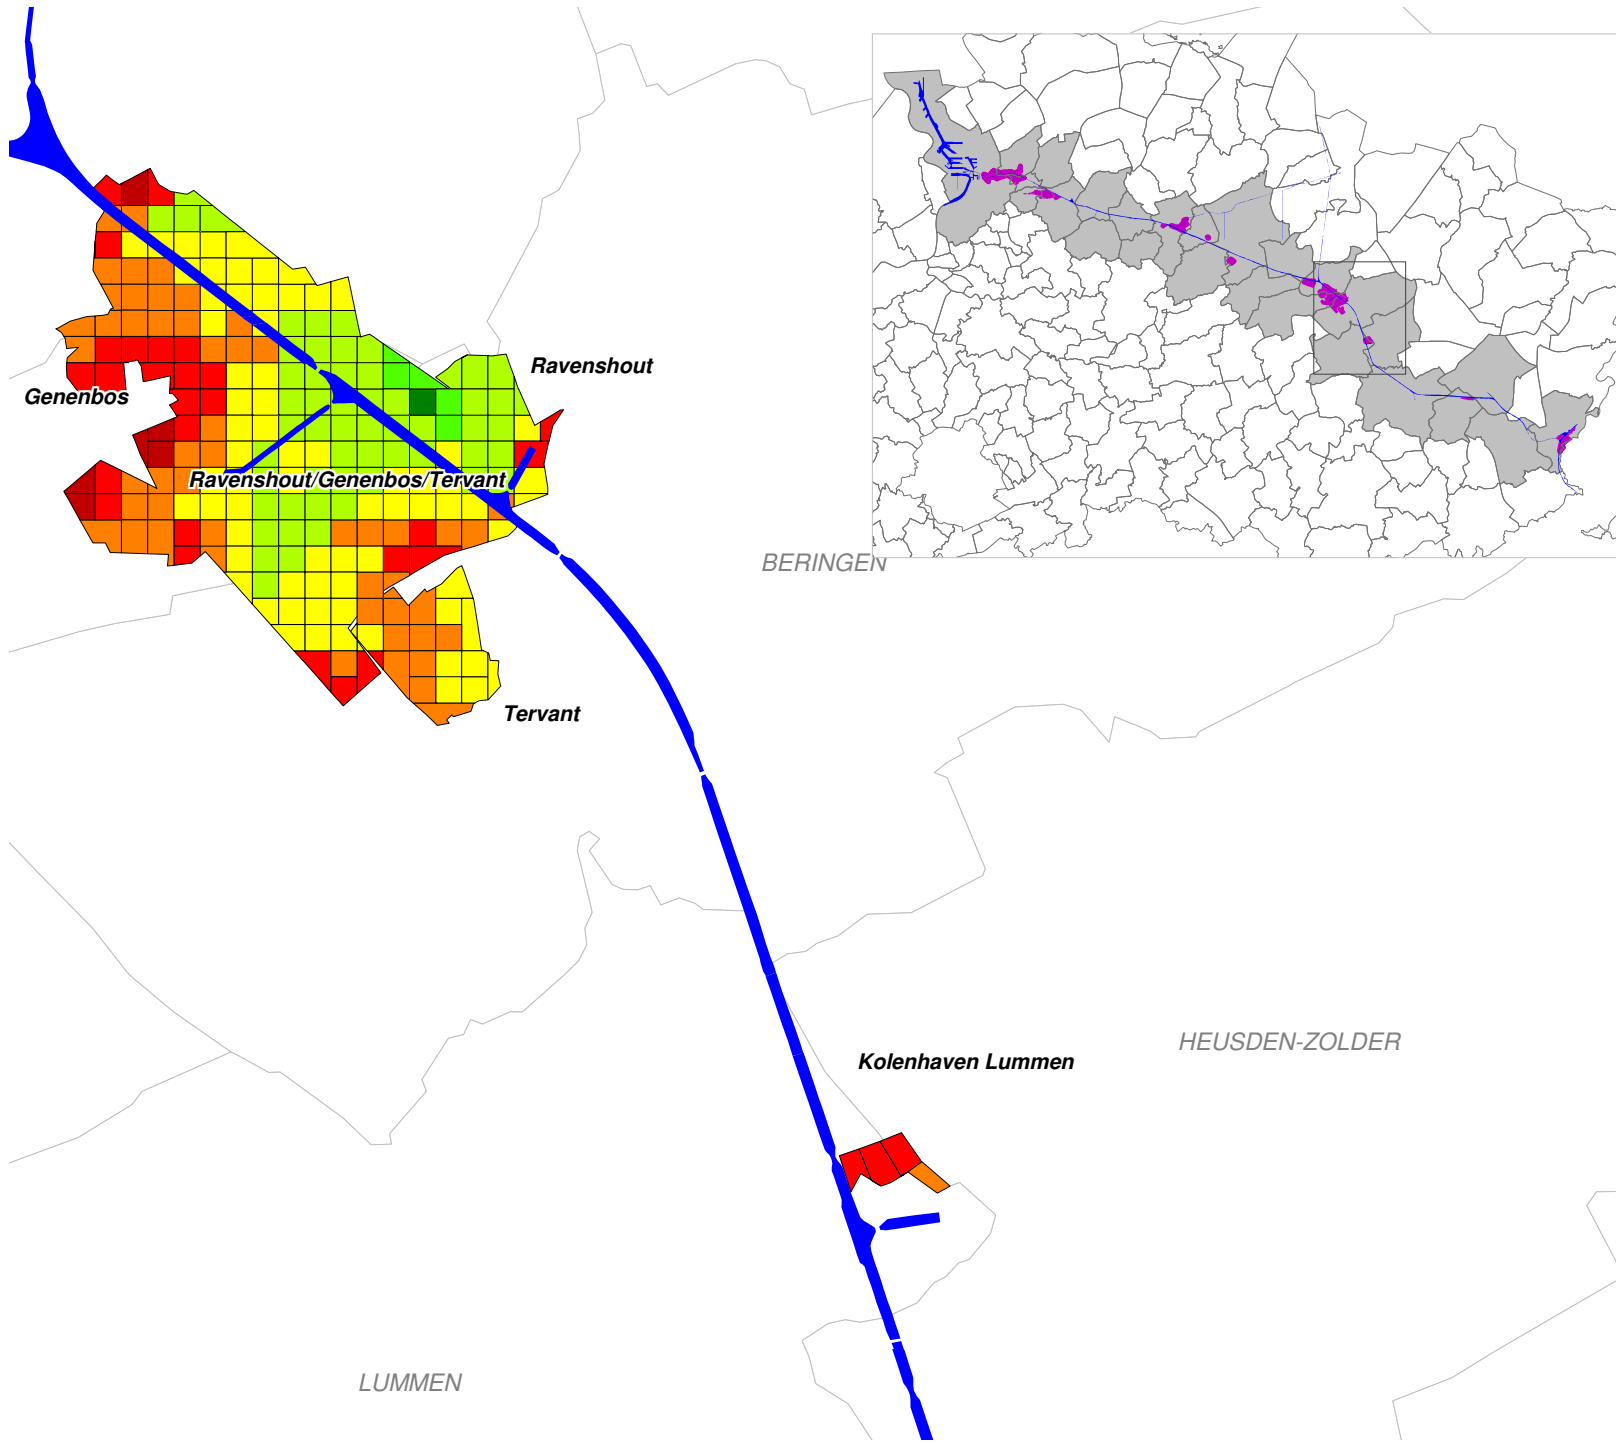 Ravenshout
Genenbos
Ravenshout/Genenbos/Tervant
BERINGEN
Tervant
HEUSDEN-ZOLDER
Kolenhaven Lummen
LUMMEN